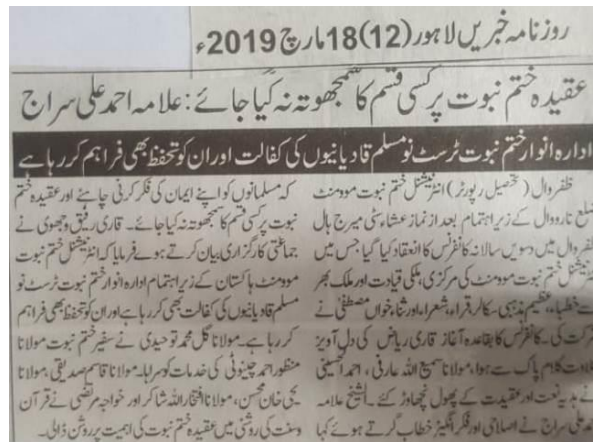 روزنامہ خبریں لاہور (12) 18 مارچ 2019ء
عقیدہ ختم نبوت پر کسی قسم کا سمجھوتہ نہ کیا جائے : علامہ احمد علی سراج
ادارہ انوار ختم نبوت ٹرسٹ نو مسلم قادیانیوں کی کفالت اور ان کو تحفظ بھی فراہم کر رہا ہے
ظفروال (تحصیل رپورٹر) انٹرنیشنل ختم نبوت موومنٹ
ضلع نارووال کے زیر اہتمام بعد از نماز عشاء سٹی میرج ہال
ظفروال میں دسویں سالانہ کانفرنس کا انعقاد کیا گیا جس میں
انٹرنیشنل ختم نبوت موومنٹ کی مرکزی، ملکی قیادت اور ملک بھر
سے خطباء، عظیم مذہبی سکالر، قراء، شعراء اور ثناء خواں مصطفیٰ نے
شرکت کی۔ کانفرنس کا باقاعدہ آغاز قاری ریاض کی دل آویز
تلاوت کلام پاک سے ہوا، مولانا سمیع اللہ عارفی، احمد الحسینی
نے ہدیہ نعت اور عقیدت کے پھول نچھاور کئے۔ الشیخ علامہ
احمد علی سراج نے اصلاحی اور فکر انگیز خطاب کرتے ہوئے کہا
کہ مسلمانوں کو اپنے ایمان کی فکر کرنی چاہئے اور عقیدہ ختم
نبوت پر کسی قسم کا سمجھوتہ نہ کیا جائے۔ قاری رفیق وجھوی نے
جماعتی کارگزاری بیان کرتے ہوئے فرمایا کہ انٹرنیشنل ختم نبوت
موومنٹ پاکستان کے زیر اہتمام ادارہ انوار ختم نبوت ٹرسٹ نو
مسلم قادیانیوں کی کفالت بھی کر رہا ہے اور ان کو تحفظ بھی فراہم
کر رہا ہے۔ مولانا گل محمد توحیدی نے سفیر ختم نبوت مولانا
منظور احمد چنیوٹی کی خدمات کو سراہا۔ مولانا قاسم صدیقی، مولانا
یحییٰ خان محسن، مولانا افتخار اللہ شاکر اور خواجہ مرتضی نے قرآن
وسنت کی روشنی میں عقیدہ ختم نبوت کی اہمیت پر روشنی ڈالی۔